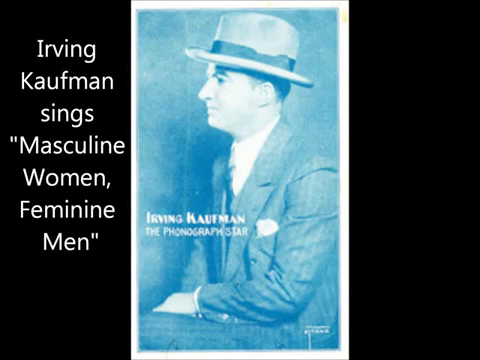 Irving
Kaufman
sings
"Masculine
Women,
Feminine
Men"
IRVING KAUFMAN
THE PHONOGRAPH STAR